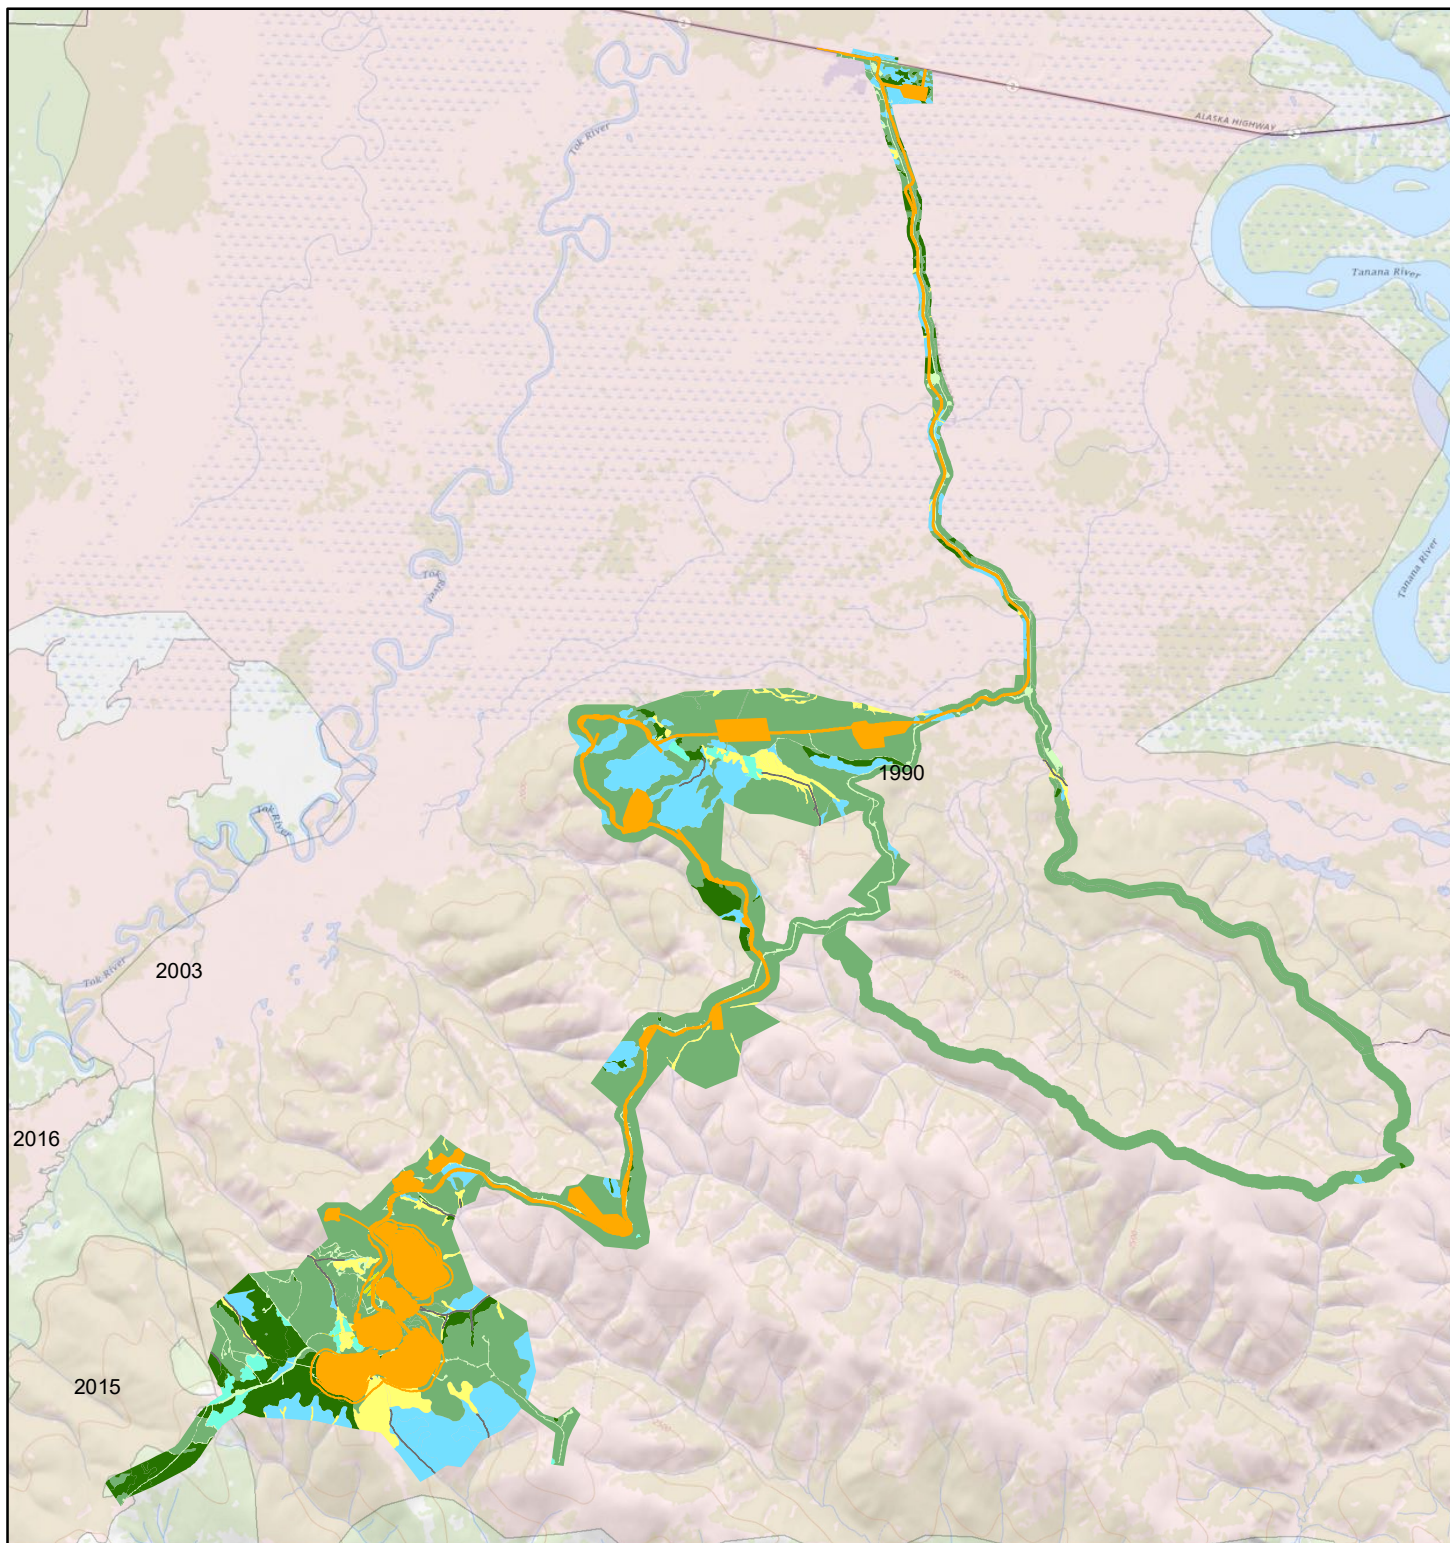 ALASKA HIGHWAY
Tok River
Tanana River
Tanana River
Tok
River
1990
Tok River
2003
Tok River
2016
2015